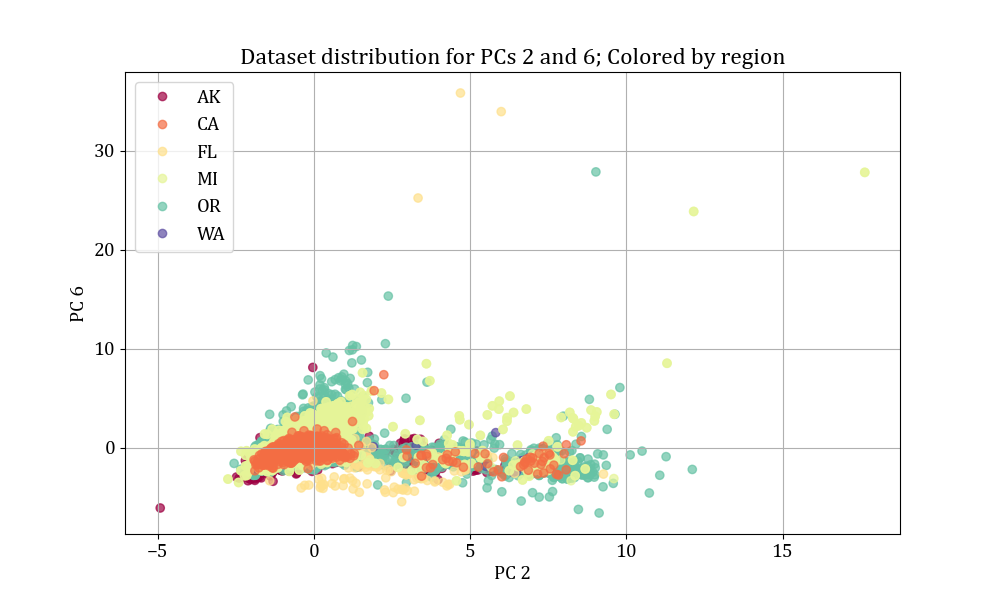 Dataset distribution for PCs 2 and 6; Colored by region
AK
CA
FL
MI
OR
WA
30
20
10
0
PC 6
−5
0
5
10
15
PC 2